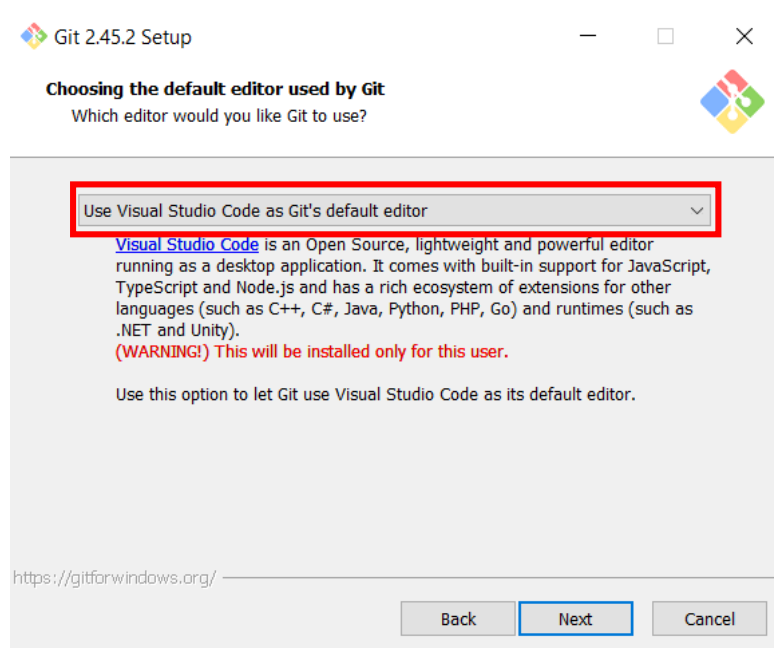 Git 2.45.2 Setup
Choosing the default editor used by Git
Which editor would you like Git to use?
Use Visual Studio Code as Git's default editor
Visual Studio Code is an Open Source, lightweight and powerful editor
running as a desktop application. It comes with built-in support for JavaScript,
TypeScript and Node.js and has a rich ecosystem of extensions for other
languages (such as C++, C#, Java, Python, PHP, Go) and runtimes (such as
.NET and Unity).
(WARNING!) This will be installed only for this user.
Use this option to let Git use Visual Studio Code as its default editor.
https://gitforwindows.org/
Back Next Cancel